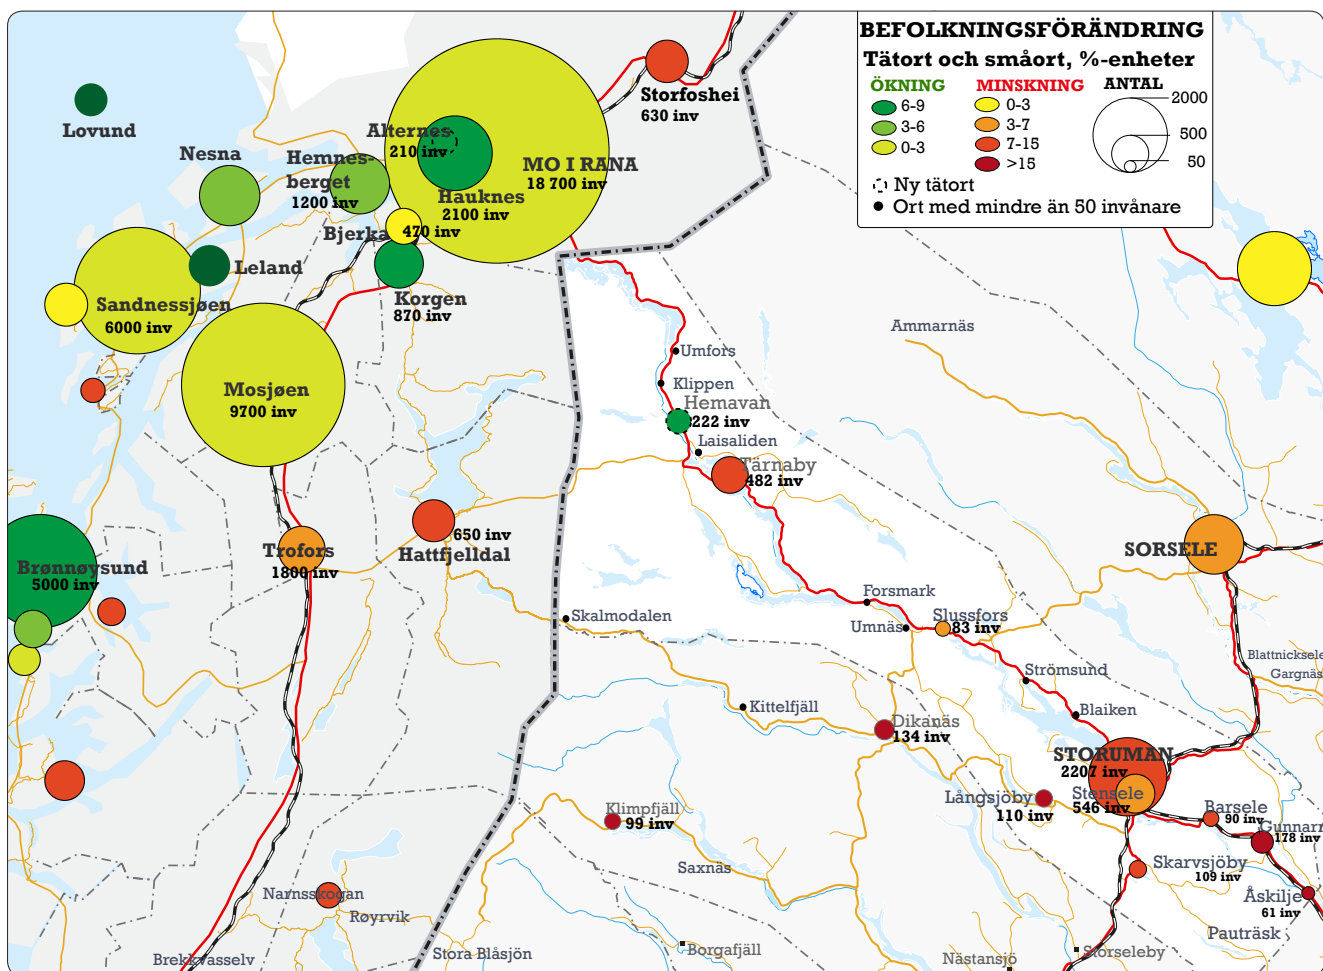 BEFOLKNINGSFÖRÄNDRING
Tätort och småort, %-enheter
ÖKNING
6-9
3-6
0-3
MINSKNING
0-3
3-7
7-15
>15
ANTAL
2000
500
50
Ny tätort
Ort med mindre än 50 invånare
Lovund
Storfoshei
630 inv
Alternes
210 inv
Nesna
Hemnes-
berget
1200 inv
MO I RANA
18 700 inv
Hauknes
2100 inv
Bjerka
470 inv
Leland
Korgen
870 inv
Sandnessjøen
6000 inv
Mosjøen
9700 inv
Ammarnäs
Umfors
Klippen
Hemavan
222 inv
Laisaliden
Tärnaby
482 inv
650 inv
Hattfjelldal
Trofors
1800 inv
Brønnøysund
5000 inv
SORSELE
Skalmodalen
Forsmark
Umnäs
Slussfors
83 inv
Strömsund
Blattnicksele
Gargnäs
Kittelfjäll
Blaiken
Dikanäs
134 inv
STORUMAN
2207 inv
Stensele
546 inv
Långsjöby
110 inv
Klimpfjäll
99 inv
Barsele
90 inv
Gunnarn
178 inv
Saxnäs
Skarvsjöby
109 inv
Åskilje
61 inv
Namsskogan
Røyrvik
Pauträsk
Brekkvasselv
Stora Blåsjön
Borgafjäll
Nästansjö
Storseleby